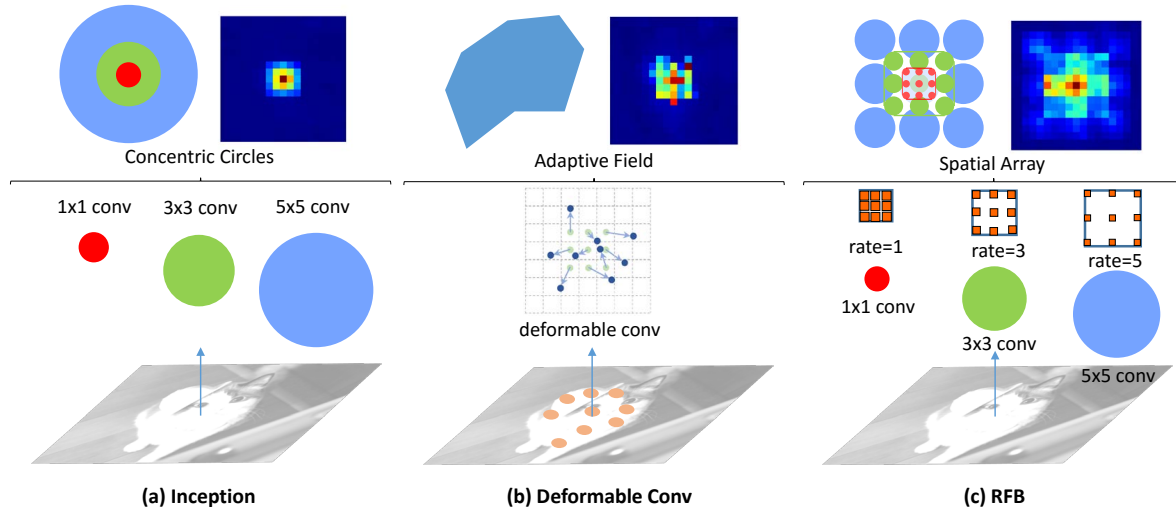 Concentric Circles
Adaptive Field
Spatial Array
1x1 conv
3x3 conv
5x5 conv
deformable conv
rate=1
rate=3
rate=5
1x1 conv
3x3 conv
5x5 conv
(a) Inception
(b) Deformable Conv
(c) RFB